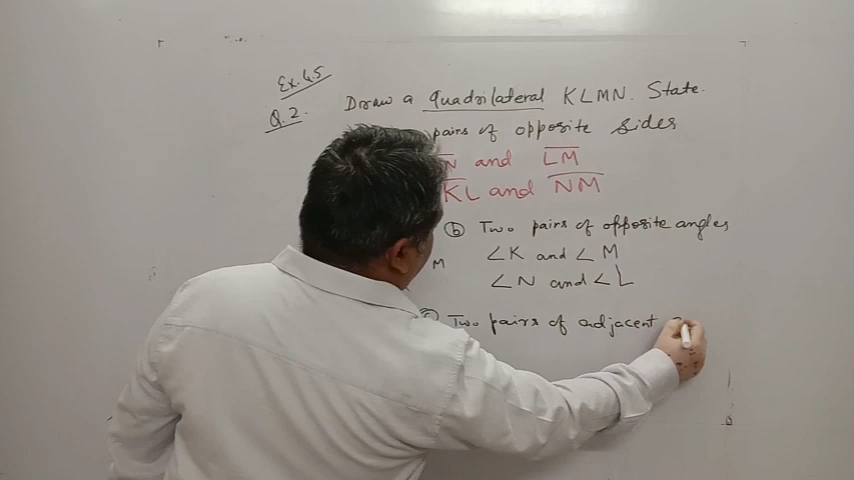 Ex. 4.5
Q. 2. Draw a quadrilateral KLMN. State.
pairs of opposite sides
N and LM
KL and NM
(b) Two pairs of opposite angles
∠K and ∠M
M
∠N and ∠L
Two pairs of adjacent